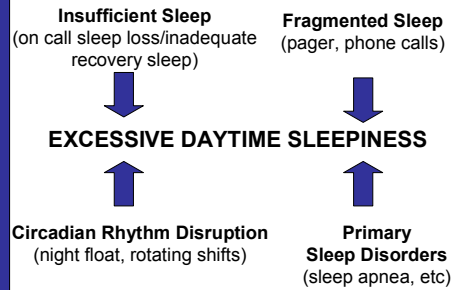 Insufficient Sleep
(on call sleep loss/inadequate
recovery sleep)
Fragmented Sleep
(pager, phone calls)
EXCESSIVE DAYTIME SLEEPINESS
Circadian Rhythm Disruption
(night float, rotating shifts)
Primary
Sleep Disorders
(sleep apnea, etc)